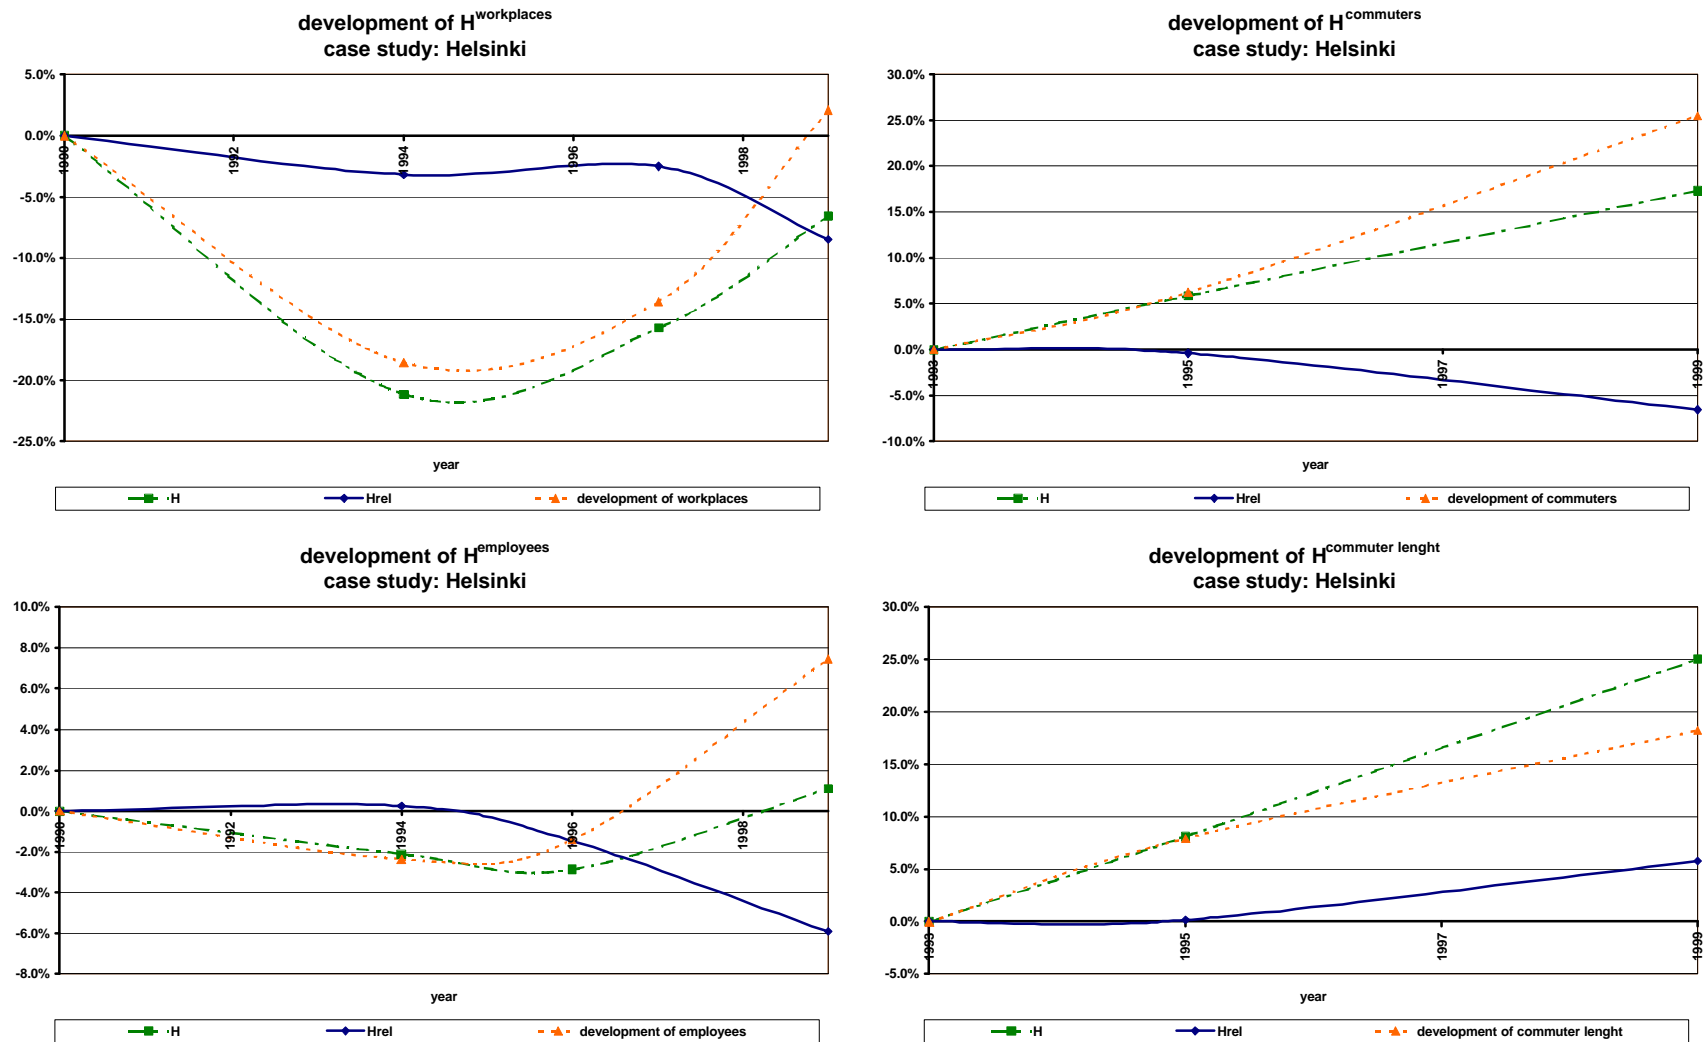 development of H^workplaces
case study: Helsinki
5.0%
0.0%
-5.0%
-10.0%
-15.0%
-20.0%
-25.0%
1990
1992
1994
1996
1998
year
H
Hrel
development of workplaces
development of H^commuters
case study: Helsinki
30.0%
25.0%
20.0%
15.0%
10.0%
5.0%
0.0%
-5.0%
-10.0%
1993
1995
1997
1999
year
H
Hrel
development of commuters
development of H^employees
case study: Helsinki
10.0%
8.0%
6.0%
4.0%
2.0%
0.0%
-2.0%
-4.0%
-6.0%
-8.0%
1990
1992
1994
1996
1998
year
H
Hrel
development of employees
development of H^commuter lenght
case study: Helsinki
30.0%
25.0%
20.0%
15.0%
10.0%
5.0%
0.0%
-5.0%
1993
1995
1997
1999
year
H
Hrel
development of commuter lenght